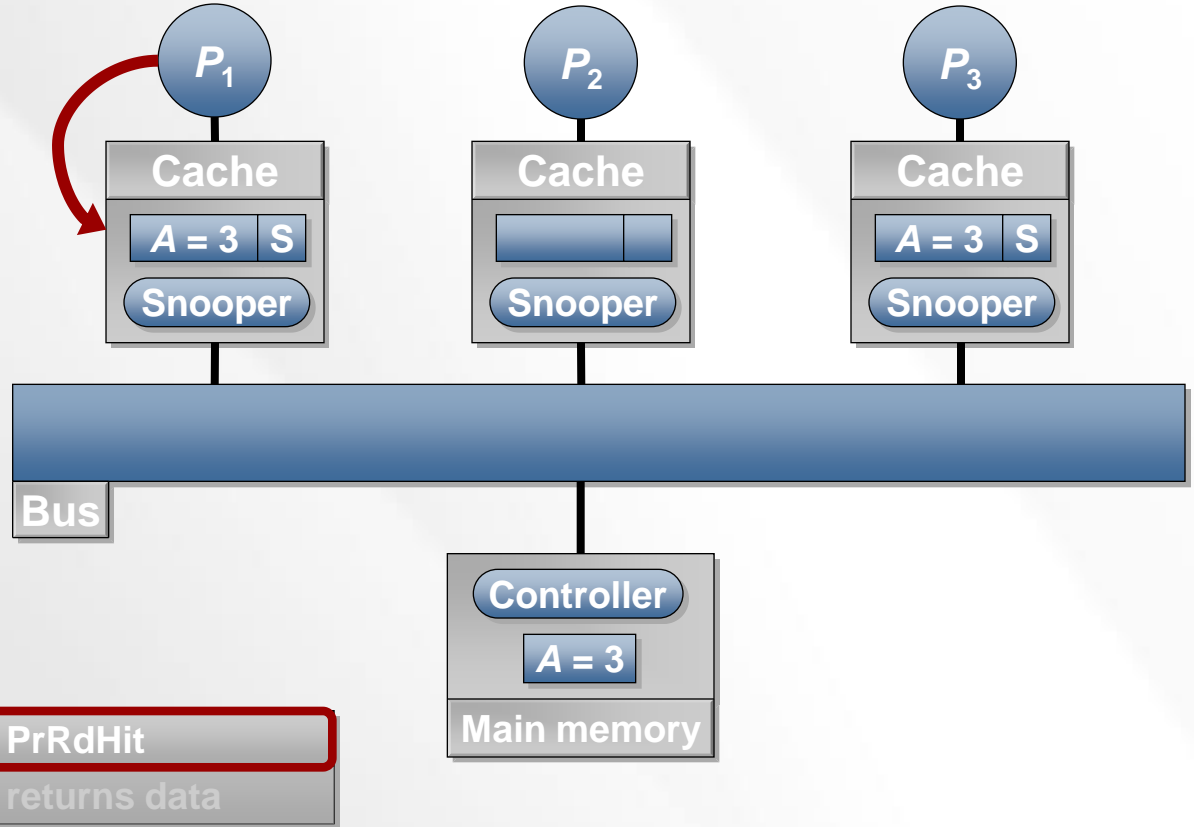 P1 P2 P3
Cache Cache Cache
A = 3 S A = 3 S
Snooper Snooper Snooper
Bus
Controller
A = 3
Main memory
PrRdHit
returns data